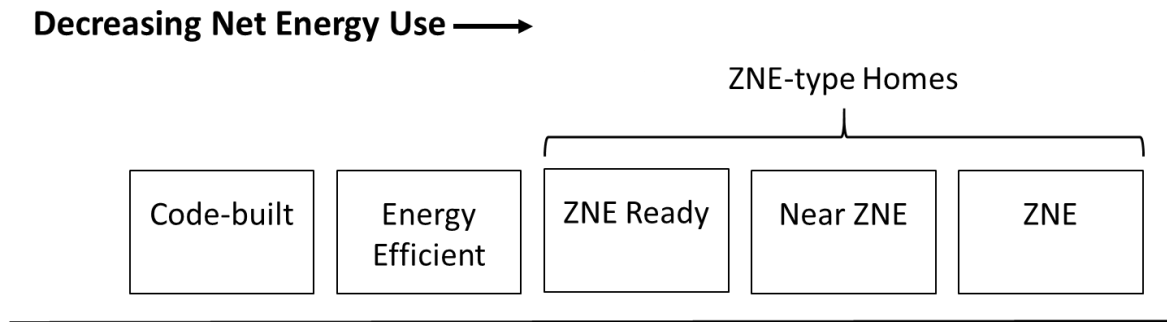 Decreasing Net Energy Use
ZNE-type Homes
Code-built
Energy
Efficient
ZNE Ready
Near ZNE
ZNE